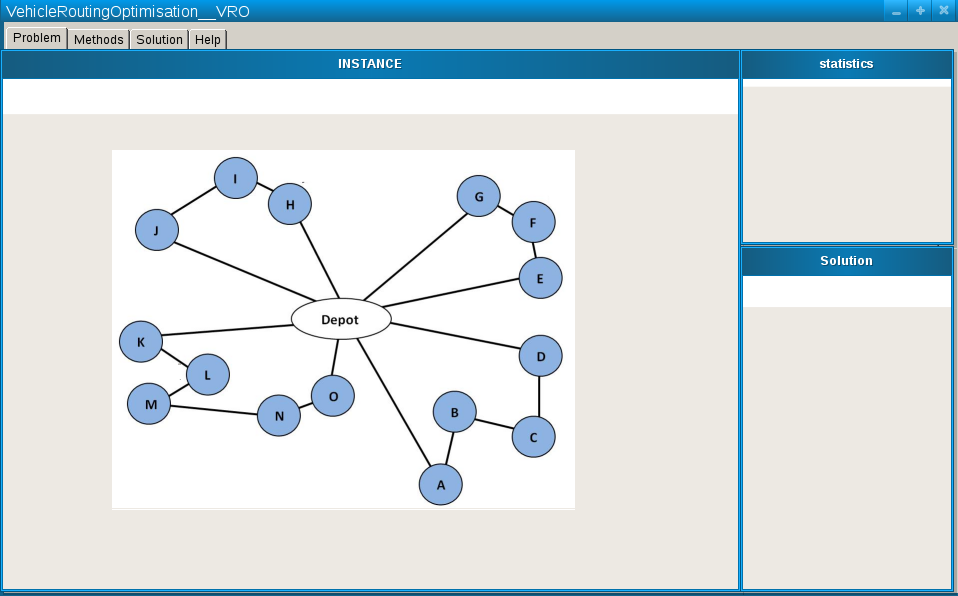 VehicleRoutingOptimisation__VRO
Problem Methods Solution Help
INSTANCE
statistics
I
H
J
G
F
E
Depot
K
L
M
N
O
D
B
C
A
Solution